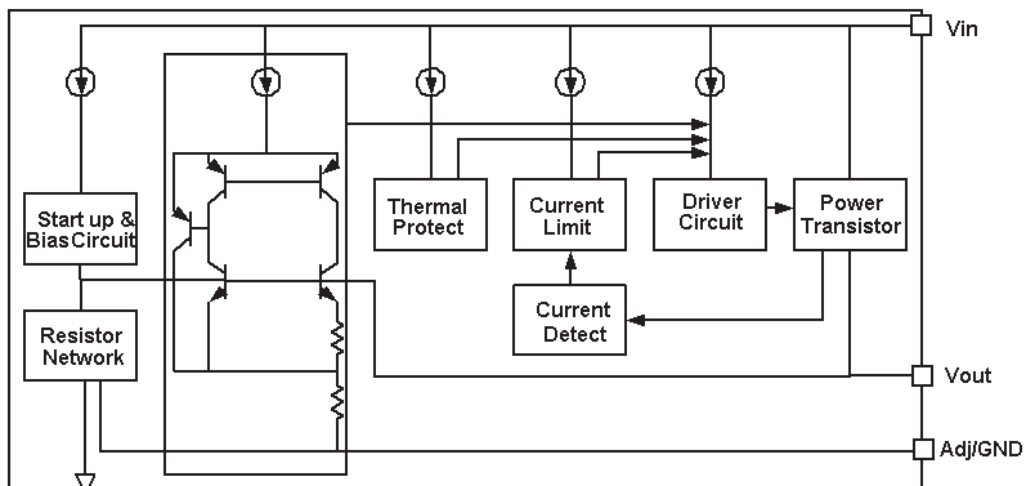 Vin
Start up &
Bias Circuit
Thermal
Protect
Current
Limit
Driver
Circuit
Power
Transistor
Resistor
Network
Current
Detect
Vout
Adj/GND